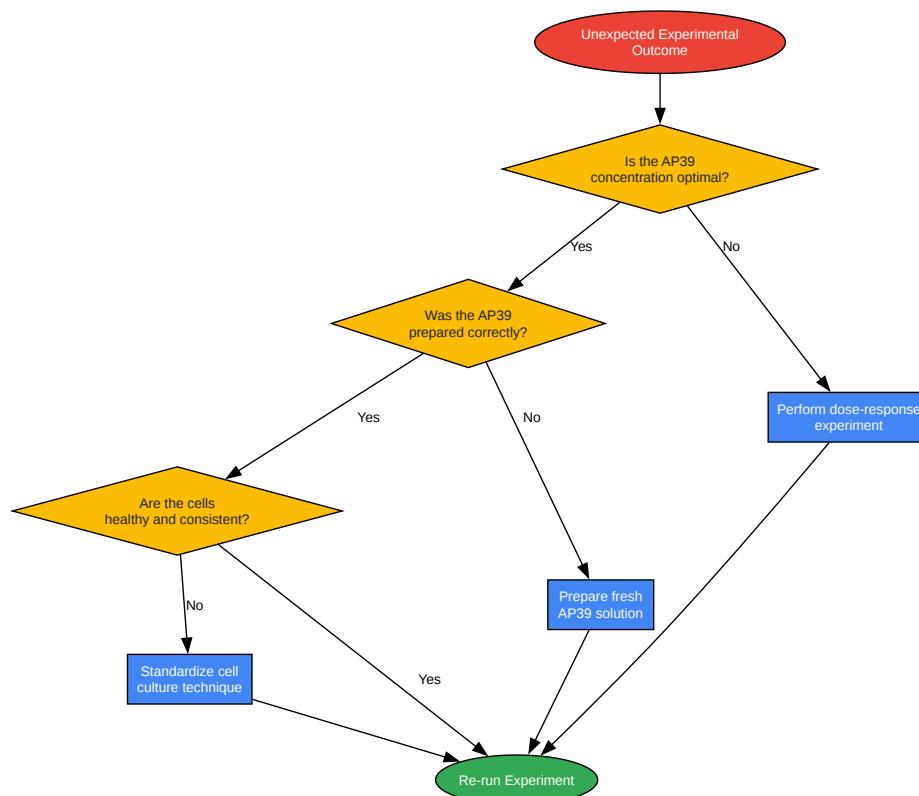 Unexpected Experimental
Outcome
Is the AP39
concentration optimal?
Yes
No
Was the AP39
prepared correctly?
Yes
No
Perform dose-response
experiment
Are the cells
healthy and consistent?
No
Yes
Prepare fresh
AP39 solution
Standardize cell
culture technique
Re-run Experiment